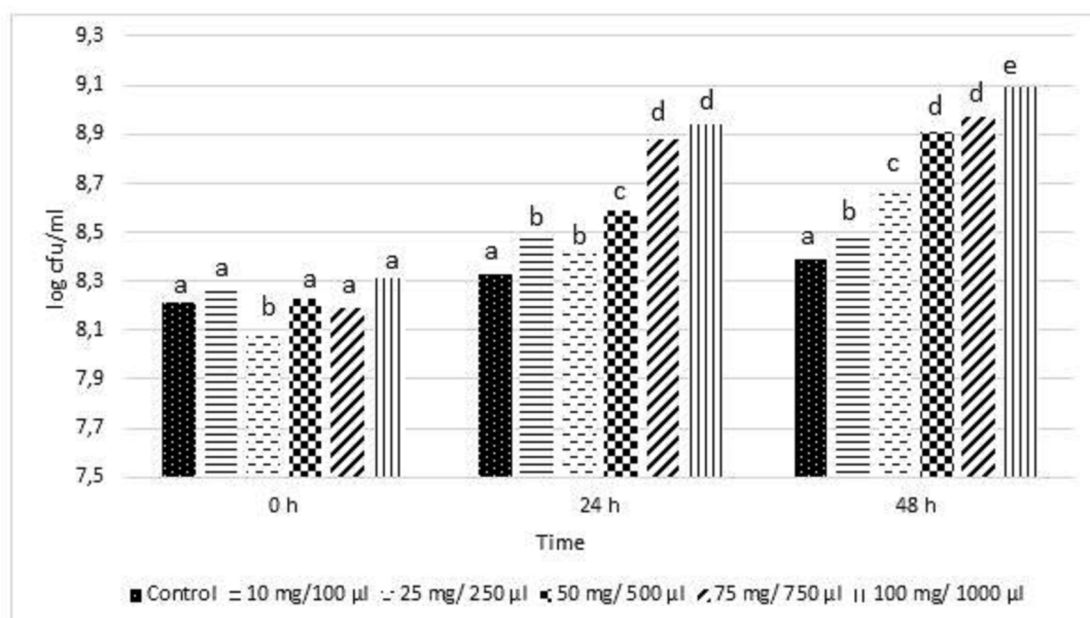 9,3
9,1
8,9
8,7
8,5
8,3
8,1
7,9
7,7
7,5
log cfu/ml
a a b a a a
b b c d d a
a b c d d e
0 h 24 h 48 h
Time
Control 10 mg/100 µl 25 mg/ 250 µl 50 mg/ 500 µl 75 mg/ 750 µl 100 mg/ 1000 µl